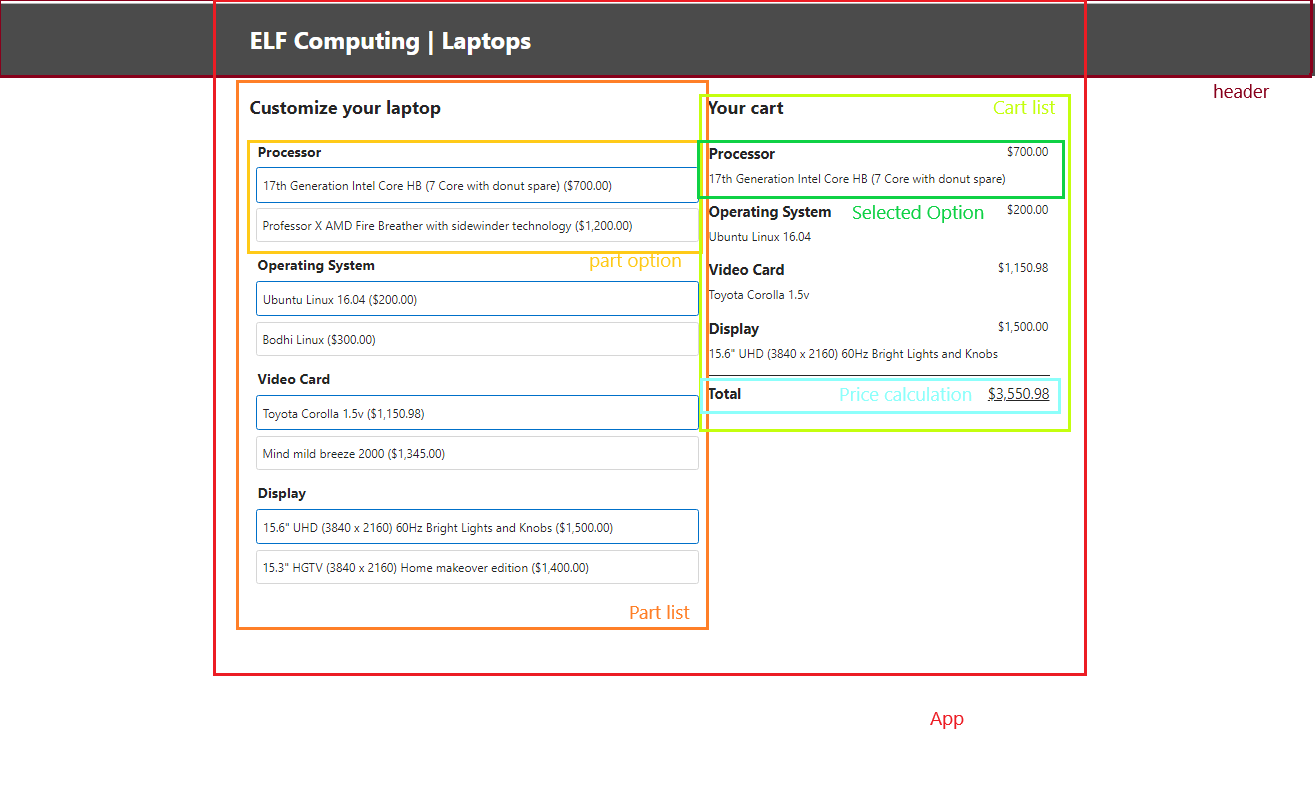 ELF Computing | Laptops
header
Customize your laptop
Processor
17th Generation Intel Core HB (7 Core with donut spare) ($700.00)
Professor X AMD Fire Breather with sidewinder technology ($1,200.00)
part option
Operating System
Ubuntu Linux 16.04 ($200.00)
Bodhi Linux ($300.00)
Video Card
Toyota Corolla 1.5v ($1,150.98)
Mind mild breeze 2000 ($1,345.00)
Display
15.6" UHD (3840 x 2160) 60Hz Bright Lights and Knobs ($1,500.00)
15.3" HGTV (3840 x 2160) Home makeover edition ($1,400.00)
Part list
Your cart Cart list
Processor $700.00
17th Generation Intel Core HB (7 Core with donut spare)
Operating System Selected Option $200.00
Ubuntu Linux 16.04
Video Card $1,150.98
Toyota Corolla 1.5v
Display $1,500.00
15.6" UHD (3840 x 2160) 60Hz Bright Lights and Knobs
Total Price calculation $3,550.98
App